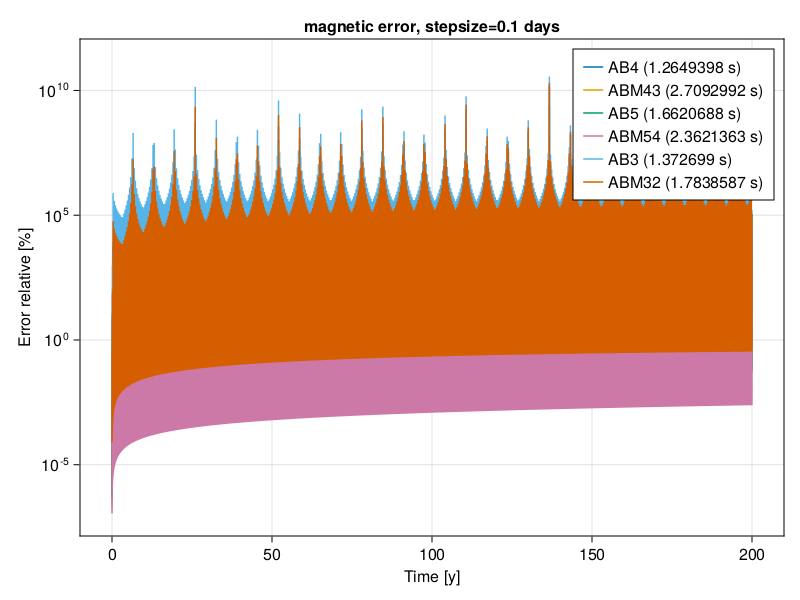 magnetic error, stepsize=0.1 days
AB4 (1.2649398 s)
ABM43 (2.7092992 s)
AB5 (1.6620688 s)
ABM54 (2.3621363 s)
AB3 (1.372699 s)
ABM32 (1.7838587 s)
Error relative [%]
10^10
10^5
10^0
10^-5
0 50 100 150 200
Time [y]